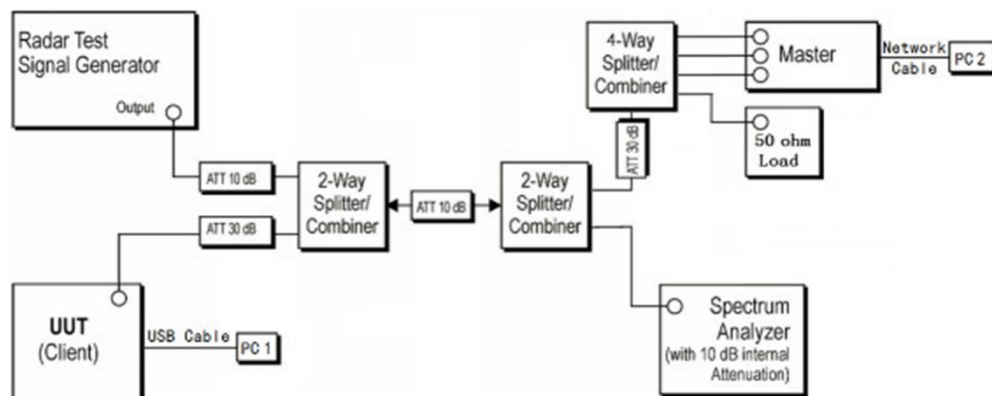 Radar Test
Signal Generator
Output
ATT 10 dB
2-Way
Splitter/
Combiner
ATT 30 dB
UUT
(Client)
USB Cable
PC 1
ATT 10 dB
2-Way
Splitter/
Combiner
ATT 30 dB
4-Way
Splitter/
Combiner
Master
Network
Cable
PC 2
50 ohm
Load
Spectrum
Analyzer
(with 10 dB internal
Attenuation)